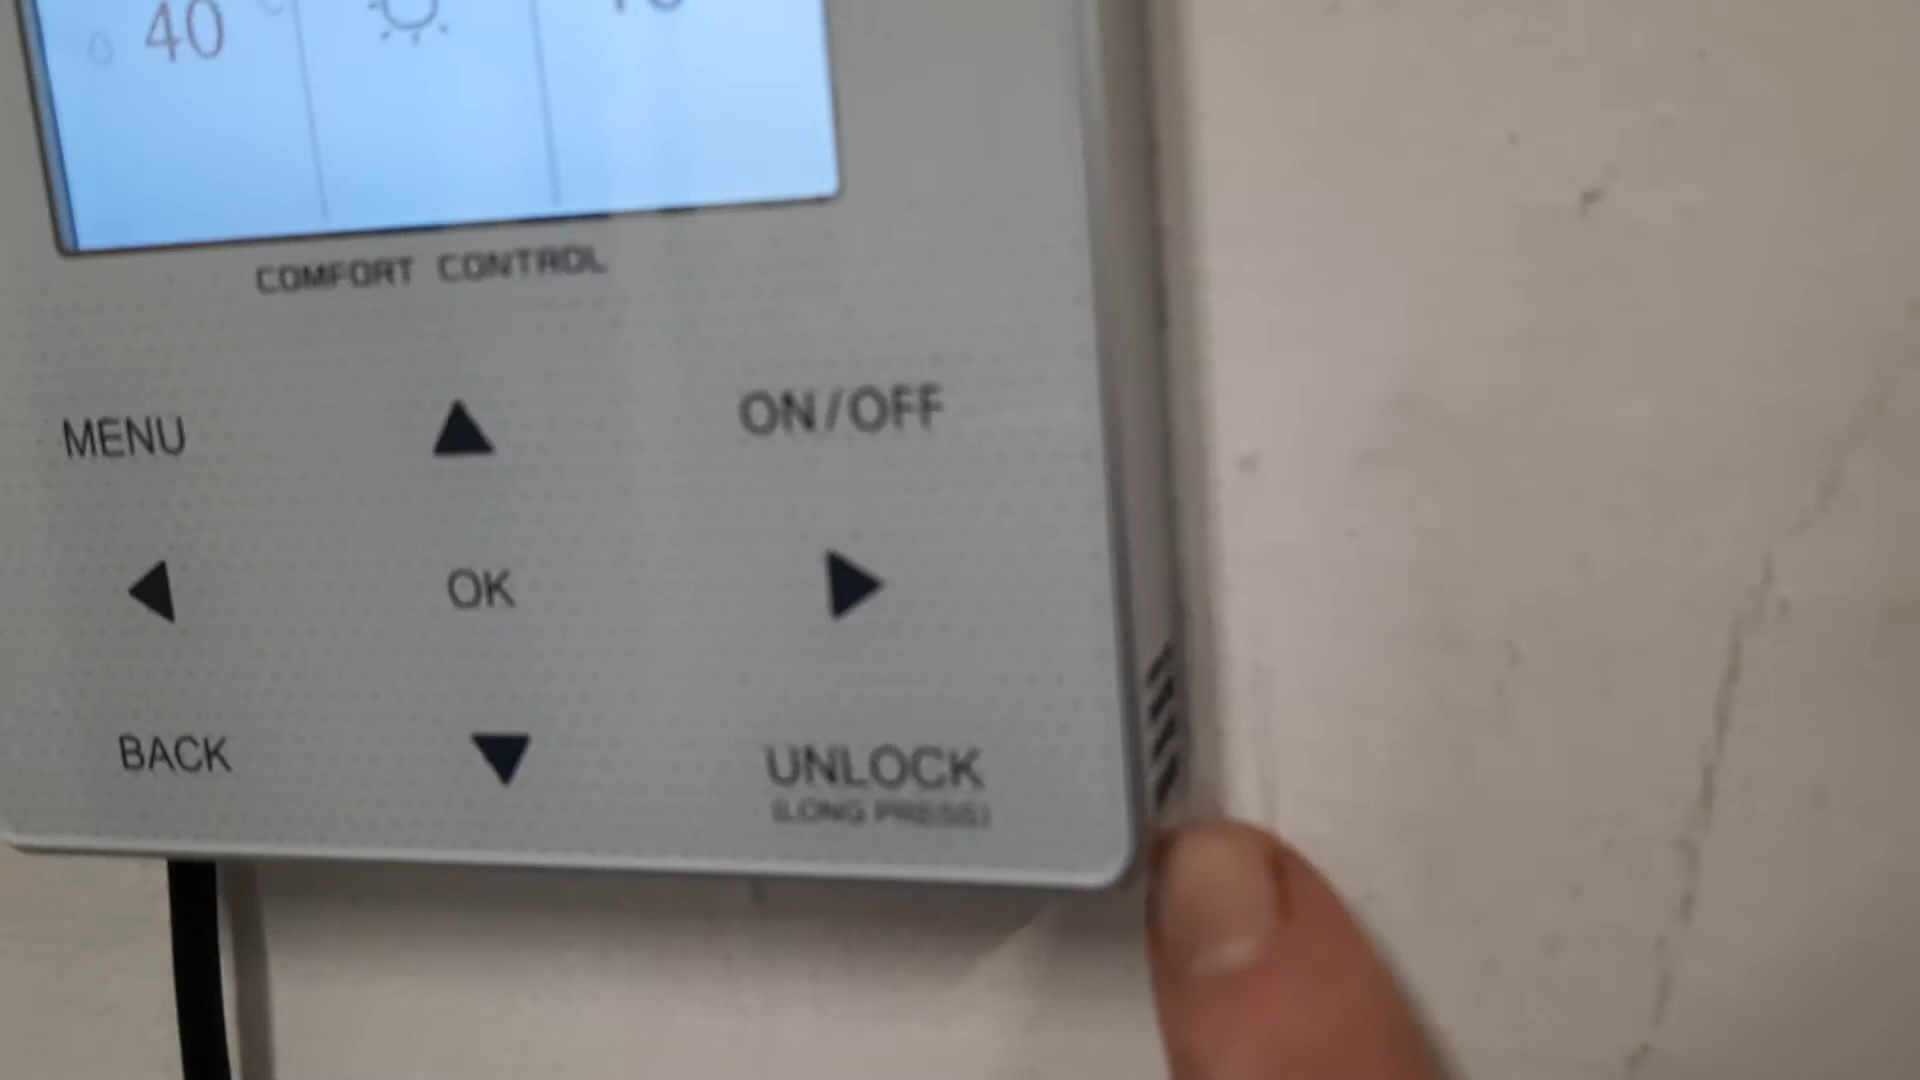 40
COMFORT CONTROL
MENU
ON/OFF
OK
BACK
UNLOCK
(LONG PRESS)